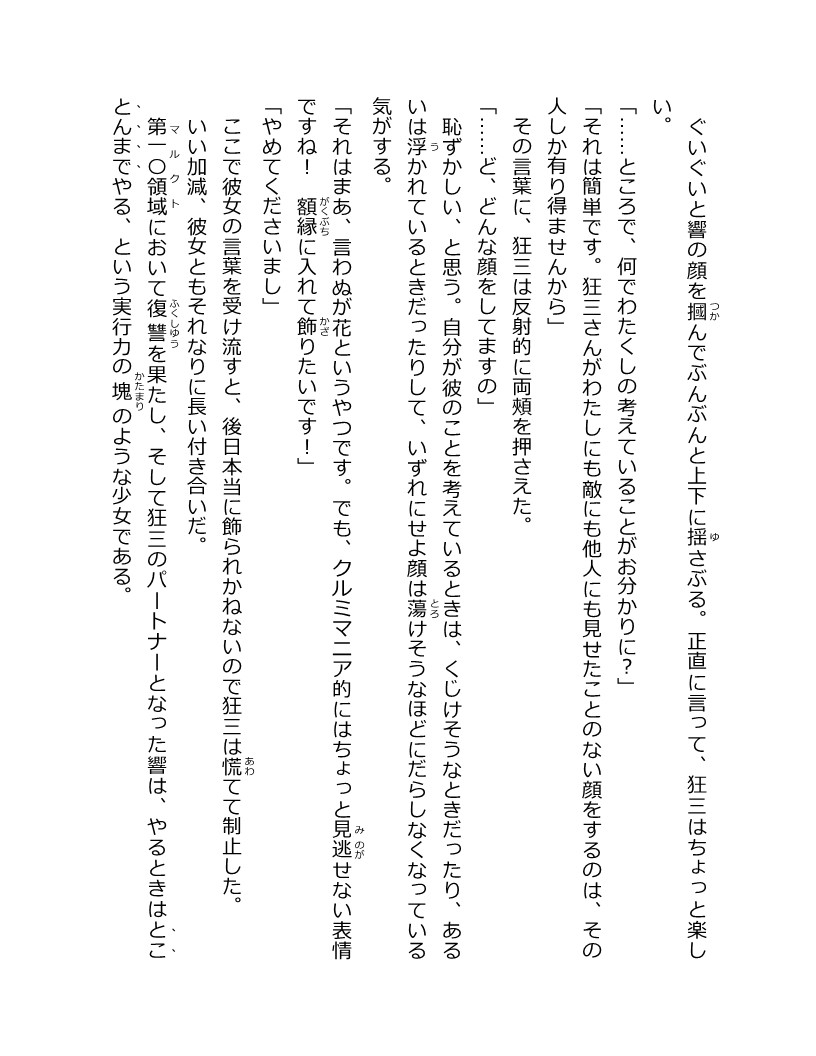 ぐいぐいと響の顔を摑んでぶんぶんと上下に揺さぶる。正直に言って、狂三はちょっと楽し
い。
「……ところで、何でわたくしの考えていることがお分かりに？」
「それは簡単です。狂三さんがわたしにも敵にも他人にも見せたことのない顔をするのは、その
人しか有り得ませんから」
その言葉に、狂三は反射的に両頰を押さえた。
「……ど、どんな顔をしてますの」
恥ずかしい、と思う。自分が彼のことを考えているときは、くじけそうなときだったり、ある
いは浮かれているときだったりして、いずれにせよ顔は蕩けそうなほどにだらしなくなっている
気がする。
「それはまあ、言わぬが花というやつです。でも、クルミマニア的にはちょっと見逃せない表情
ですね！　額縁に入れて飾りたいです！」
「やめてくださいまし」
ここで彼女の言葉を受け流すと、後日本当に飾られかねないので狂三は慌てて制止した。
いい加減、彼女ともそれなりに長い付き合いだ。
第一〇領域において復讐を果たし、そして狂三のパートナーとなった響は、やるときはとこ
とんまでやる、という実行力の塊のような少女である。